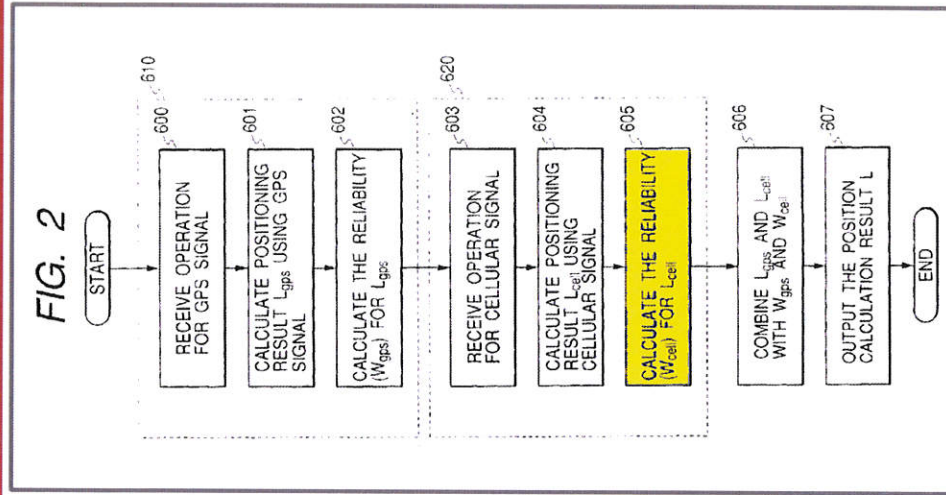 FIG. 2
START
610
600
RECEIVE OPERATION
FOR GPS SIGNAL
601
CALCULATE POSITIONING
RESULT Lgps USING GPS
SIGNAL
602
CALCULATE THE RELIABILITY
(Wgps) FOR Lgps
620
603
RECEIVE OPERATION
FOR CELLULAR SIGNAL
604
CALCULATE POSITIONING
RESULT Lcell USING
CELLULAR SIGNAL
605
CALCULATE THE RELIABILITY
(Wcell) FOR Lcell
606
COMBINE Lgps AND Lcell
WITH Wgps AND Wcell
607
OUTPUT THE POSITION
CALCULATION RESULT L
END